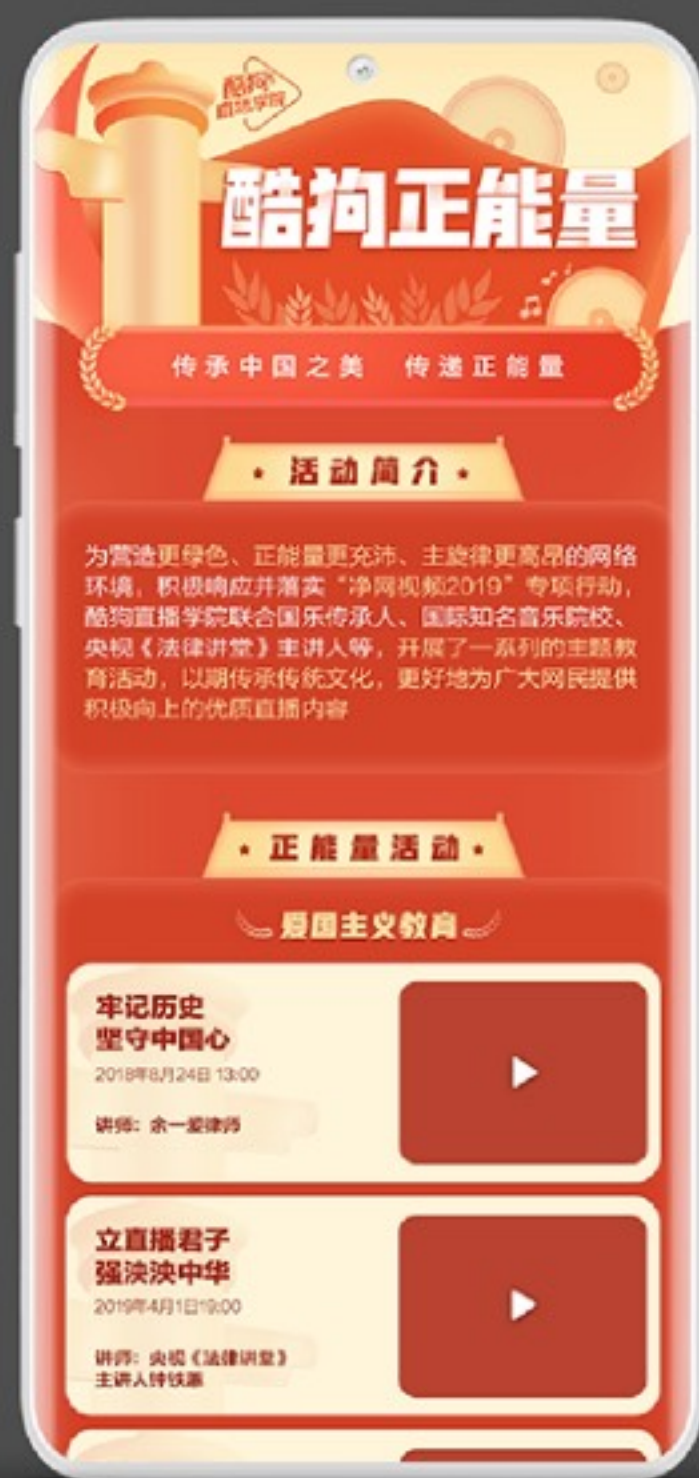 酷狗
直播学院
酷狗正能量
传承中国之美 传递正能量
活动简介
为营造更绿色、正能量更充沛、主旋律更高昂的网络
环境，积极响应并落实“净网视频2019”专项行动，
酷狗直播学院联合国乐传承人、国际知名音乐院校、
央视《法律讲堂》主讲人等，开展了一系列的主题教
育活动，以期传承传统文化，更好地为广大网民提供
积极向上的优质直播内容
正能量活动
爱国主义教育
牢记历史
坚守中国心
2018年8月24日 13:00
讲师：余一爱律师
立直播君子
强泱泱中华
2019年4月1日19:00
讲师：央视《法律讲堂》
主讲人钟铁